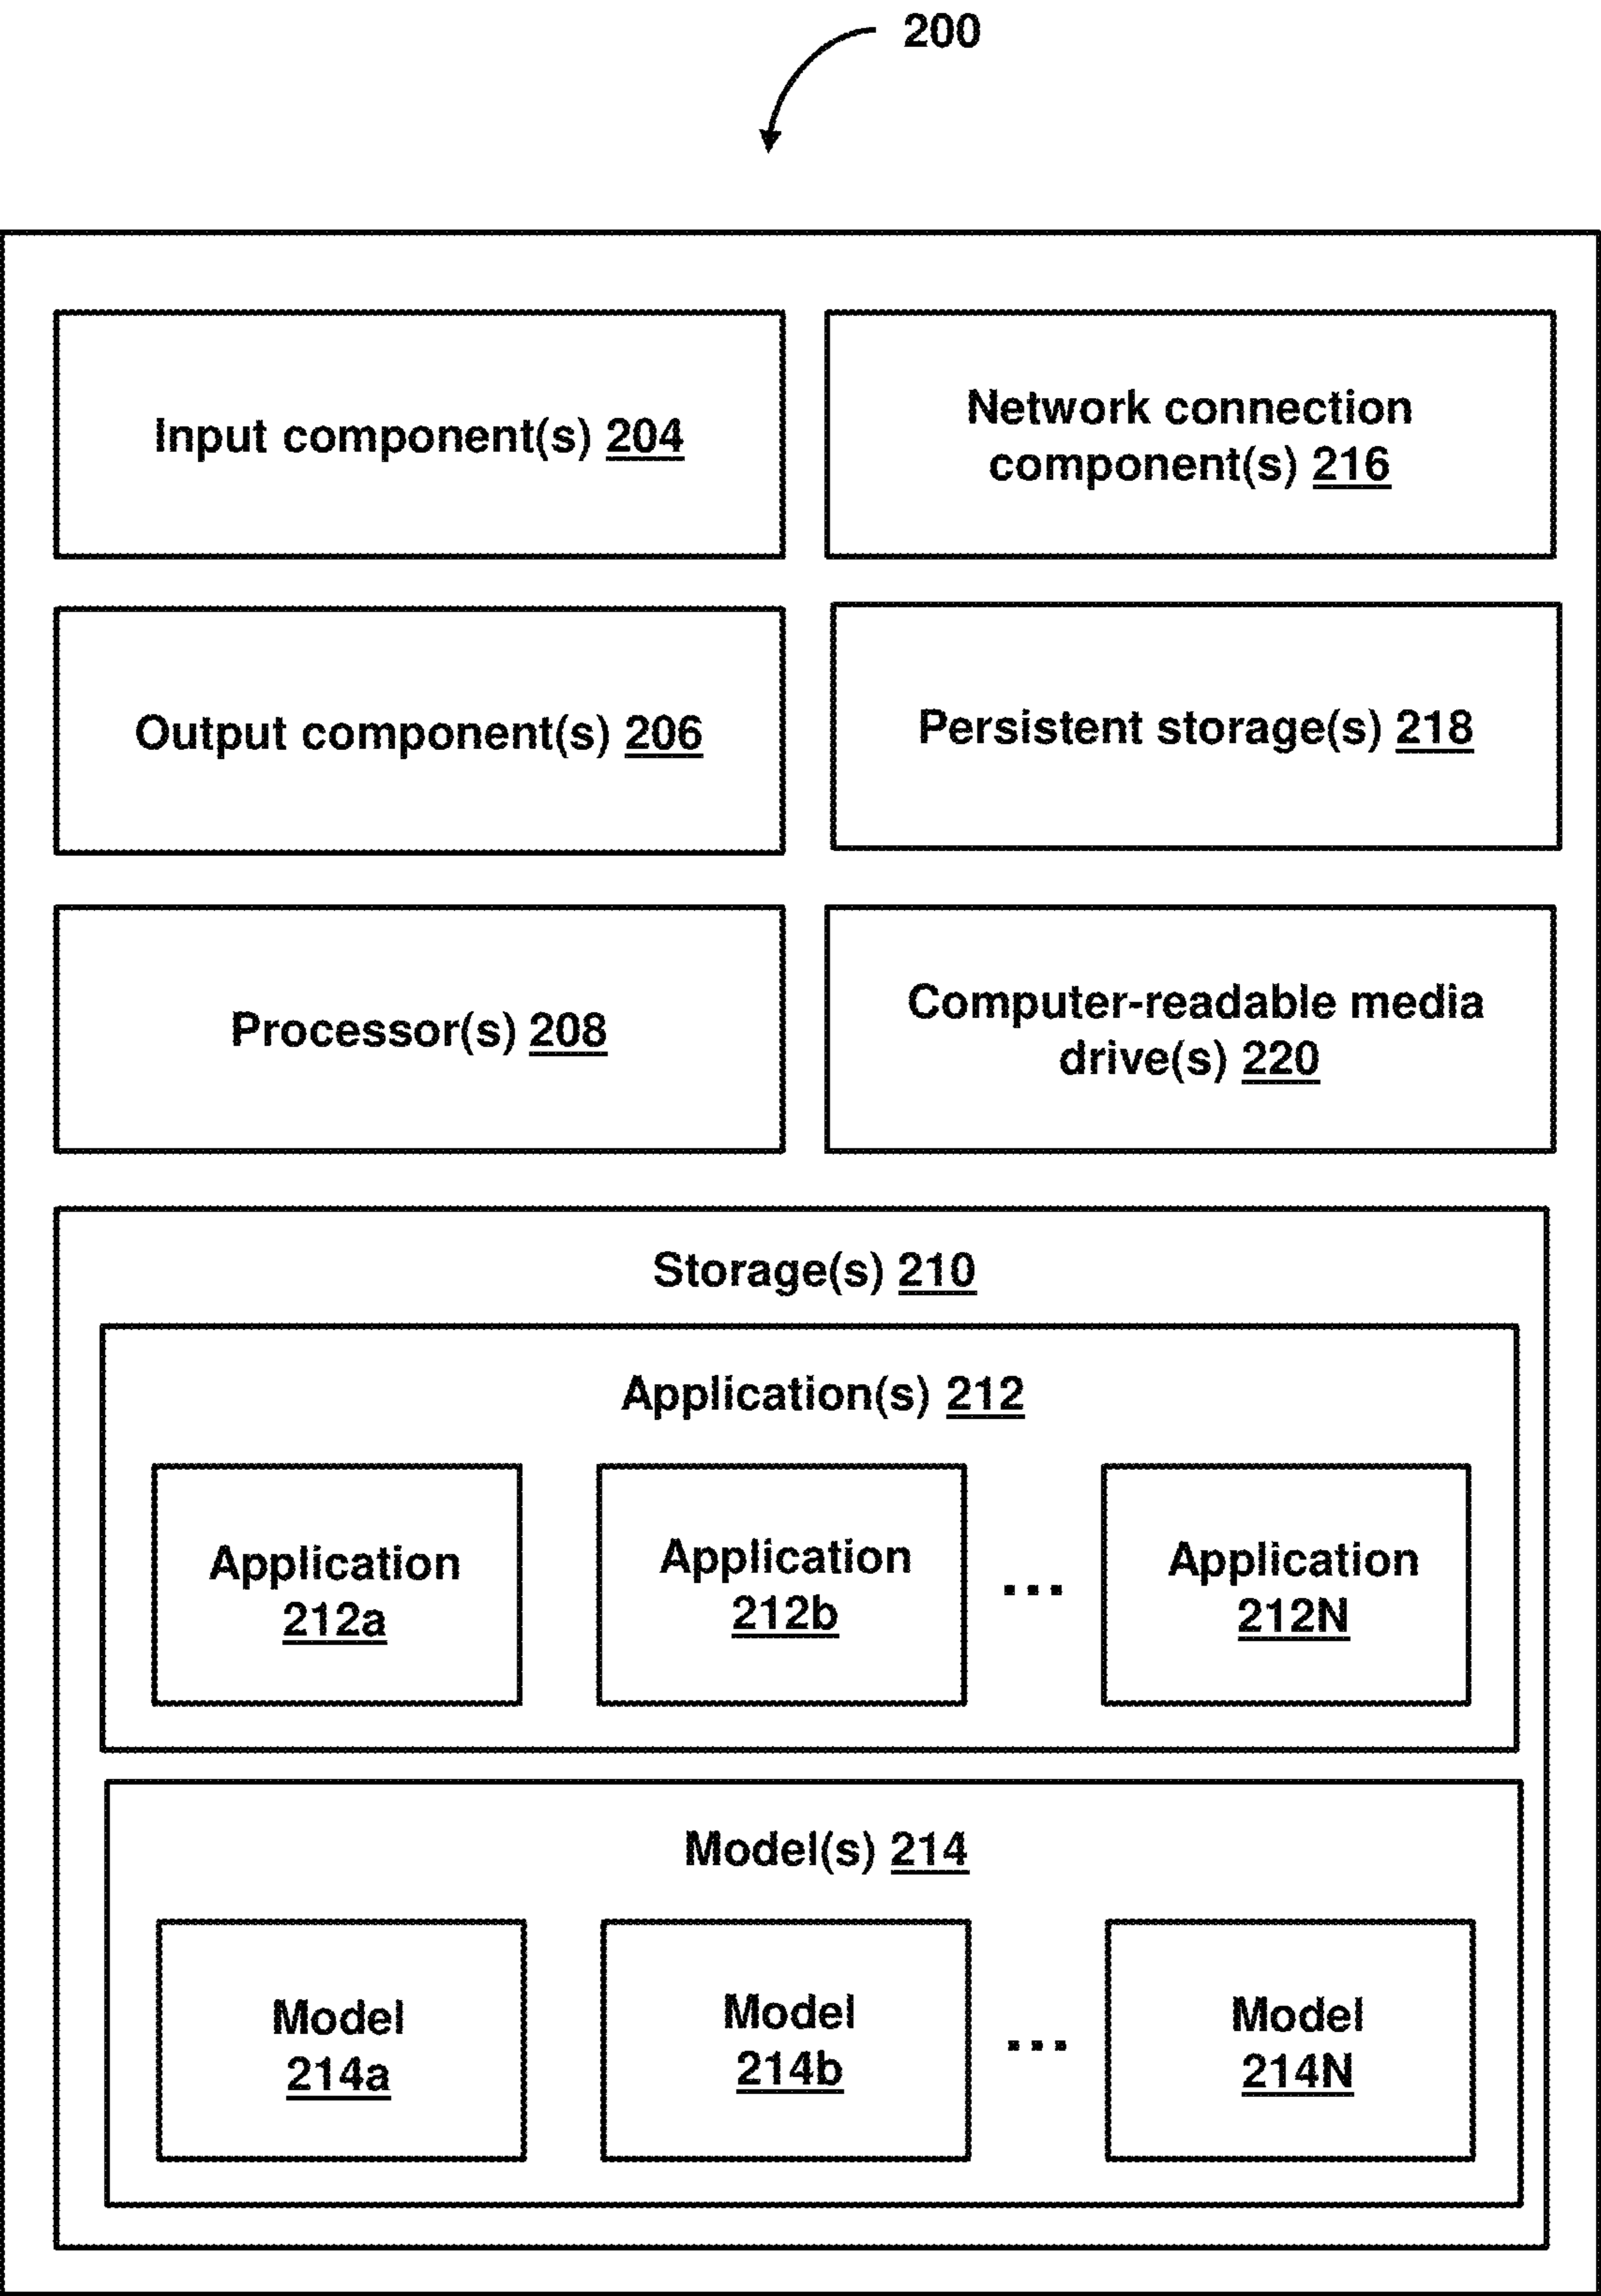 200
Input component(s) 204
Network connection
component(s) 216
Output component(s) 206
Persistent storage(s) 218
Processor(s) 208
Computer-readable media
drive(s) 220
Storage(s) 210
Application(s) 212
Application
212a
Application
212b
...
Application
212N
Model(s) 214
Model
214a
Model
214b
...
Model
214N